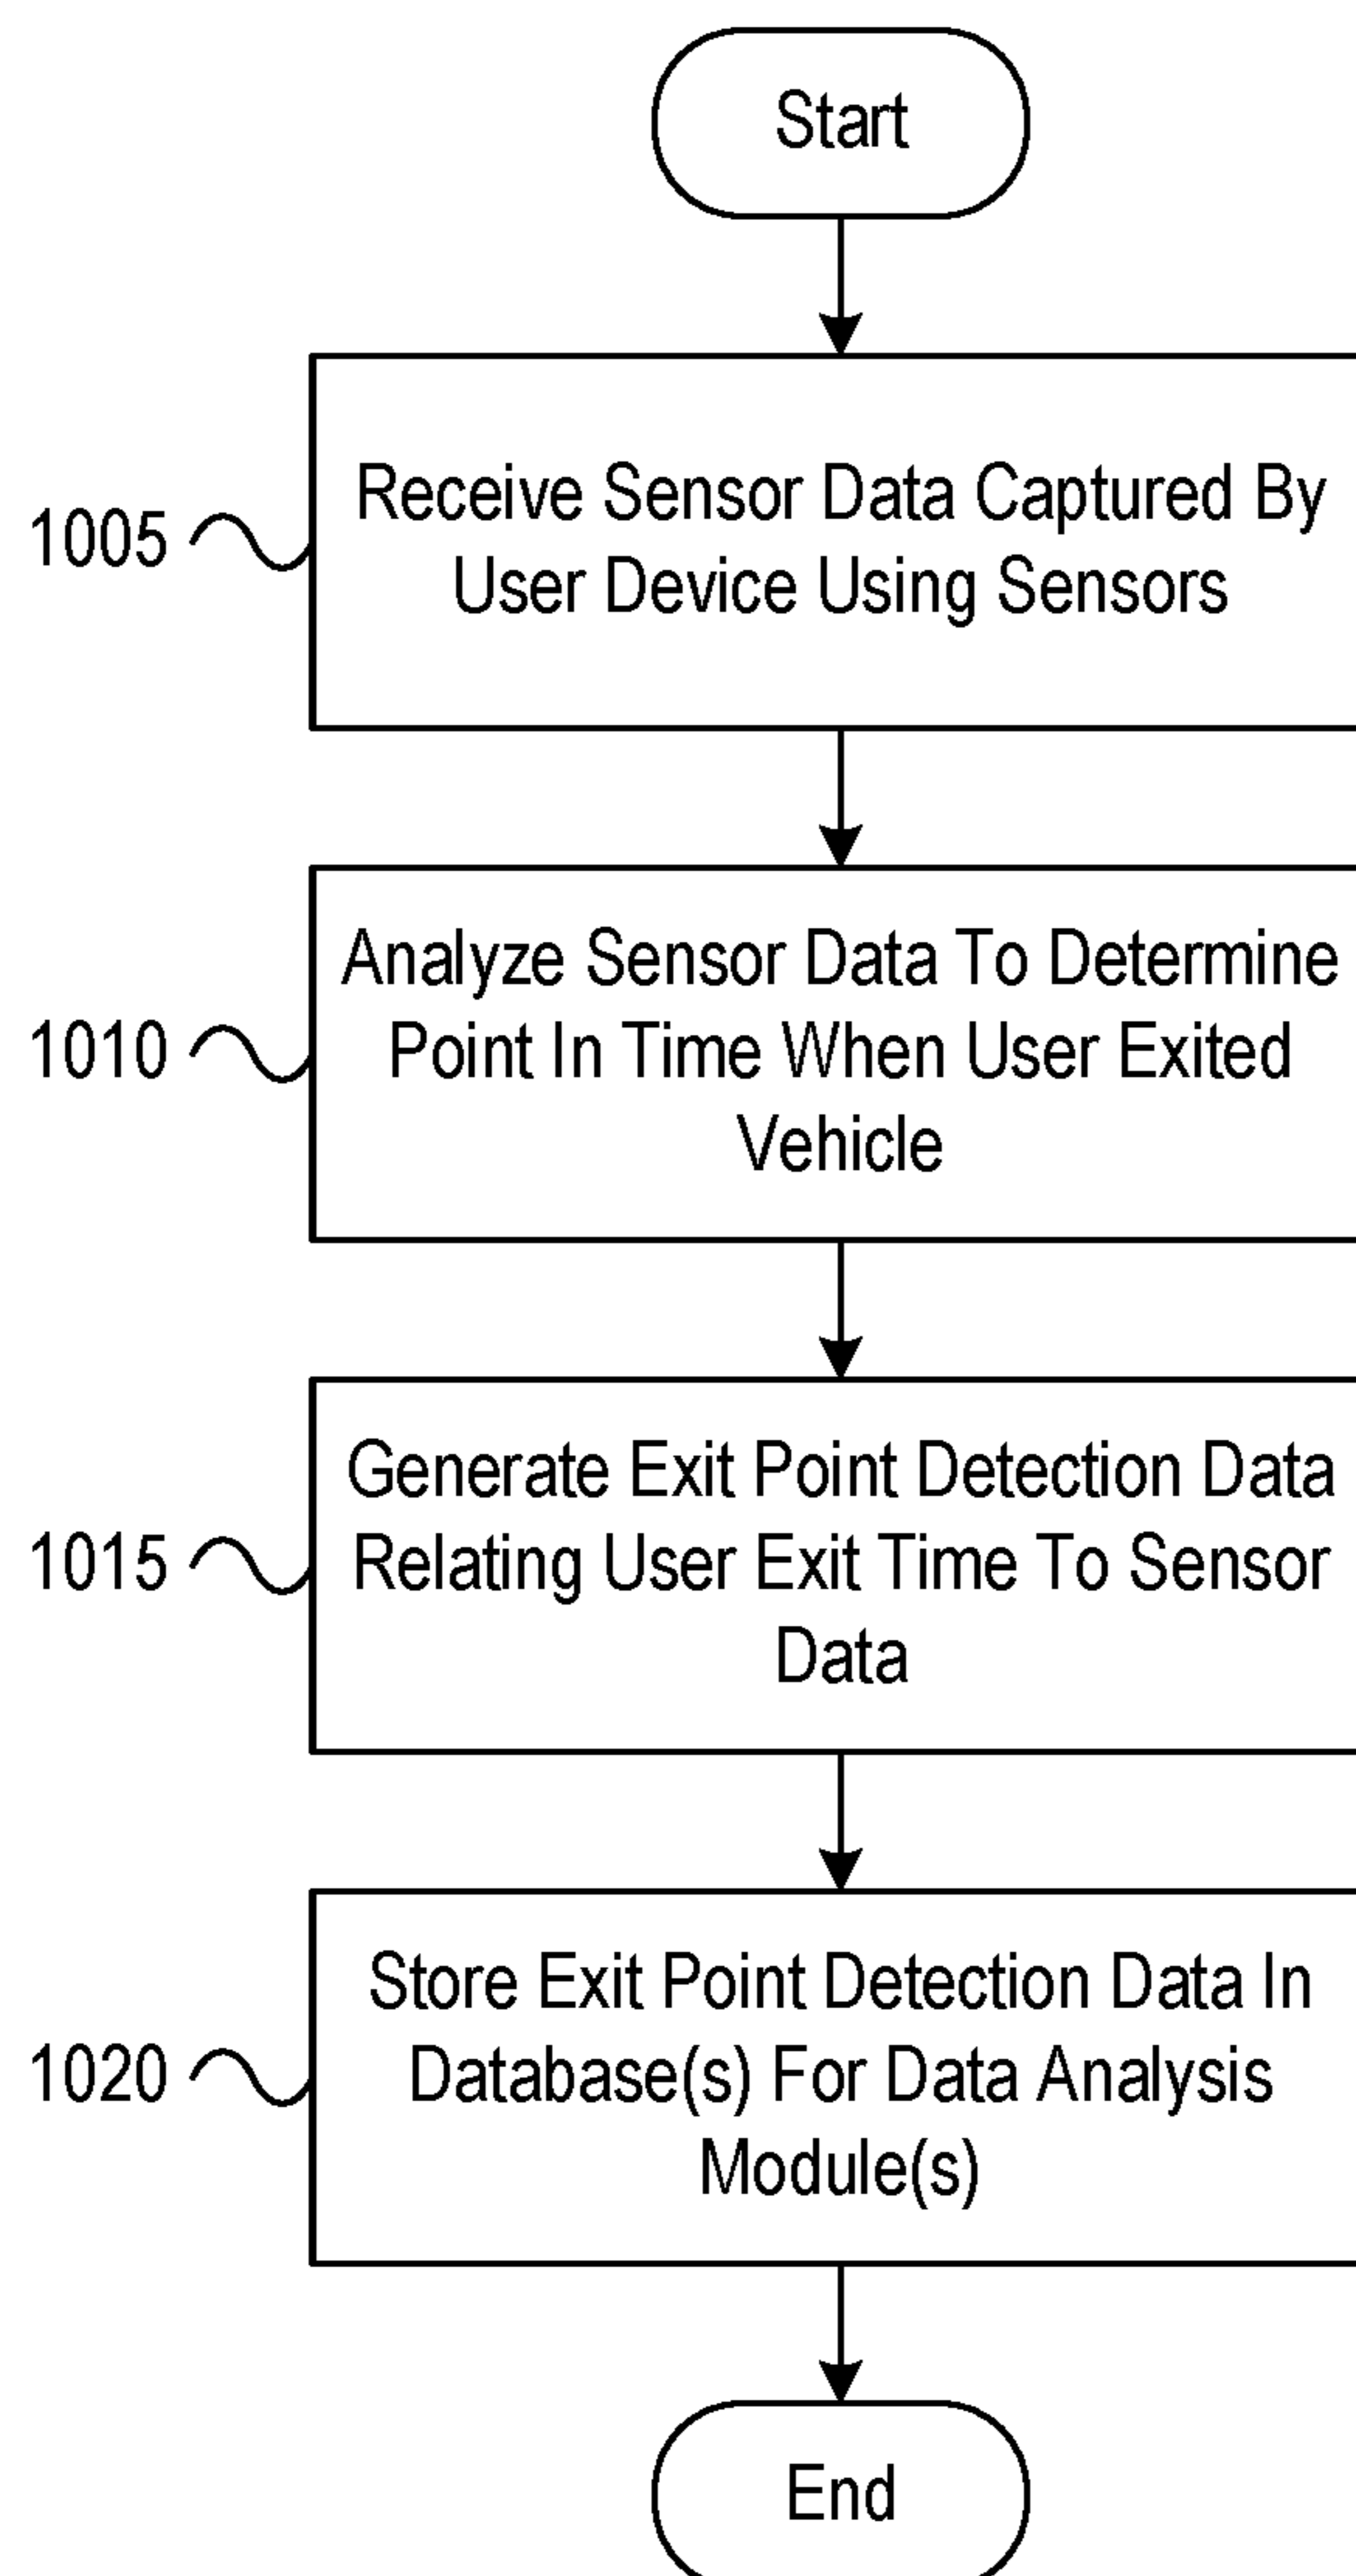 Start
1005
Receive Sensor Data Captured By
User Device Using Sensors
1010
Analyze Sensor Data To Determine
Point In Time When User Exited
Vehicle
1015
Generate Exit Point Detection Data
Relating User Exit Time To Sensor
Data
1020
Store Exit Point Detection Data In
Database(s) For Data Analysis
Module(s)
End